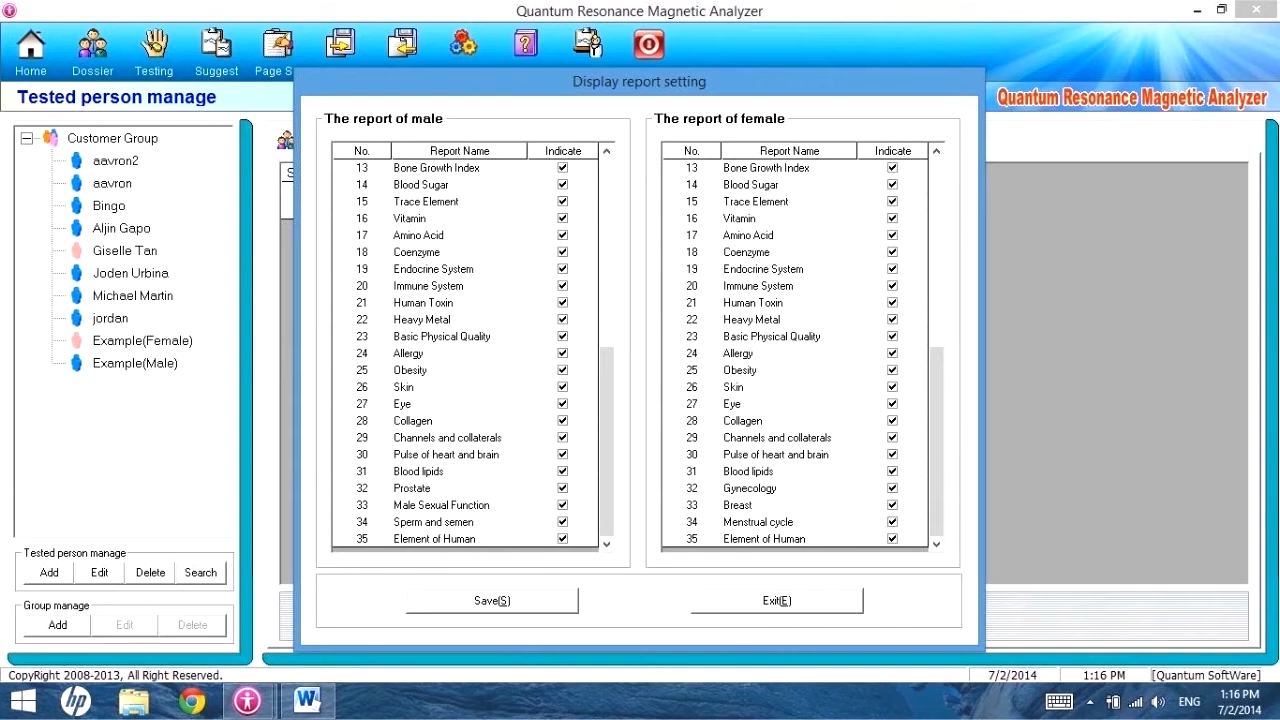 Quantum Resonance Magnetic Analyzer
Home
Dossier
Testing
Suggest
Page S
Display report setting
Tested person manage
Quantum Resonance Magnetic Analyzer
Customer Group
aavron2
aavron
Bingo
Aljin Gapo
Giselle Tan
Joden Urbina
Michael Martin
jordan
Example(Female)
Example(Male)
Tested person manage
Add Edit Delete Search
Group manage
Add Edit Delete
The report of male
No. Report Name Indicate
13 Bone Growth Index
14 Blood Sugar
15 Trace Element
16 Vitamin
17 Amino Acid
18 Coenzyme
19 Endocrine System
20 Immune System
21 Human Toxin
22 Heavy Metal
23 Basic Physical Quality
24 Allergy
25 Obesity
26 Skin
27 Eye
28 Collagen
29 Channels and collaterals
30 Pulse of heart and brain
31 Blood lipids
32 Prostate
33 Male Sexual Function
34 Sperm and semen
35 Element of Human
The report of female
No. Report Name Indicate
13 Bone Growth Index
14 Blood Sugar
15 Trace Element
16 Vitamin
17 Amino Acid
18 Coenzyme
19 Endocrine System
20 Immune System
21 Human Toxin
22 Heavy Metal
23 Basic Physical Quality
24 Allergy
25 Obesity
26 Skin
27 Eye
28 Collagen
29 Channels and collaterals
30 Pulse of heart and brain
31 Blood lipids
32 Gynecology
33 Breast
34 Menstrual cycle
35 Element of Human
Save(S)
Exit(E)
CopyRight 2008-2013, All Right Reserved.
7/2/2014
1:16 PM
[Quantum SoftWare]
ENG
1:16 PM
7/2/2014